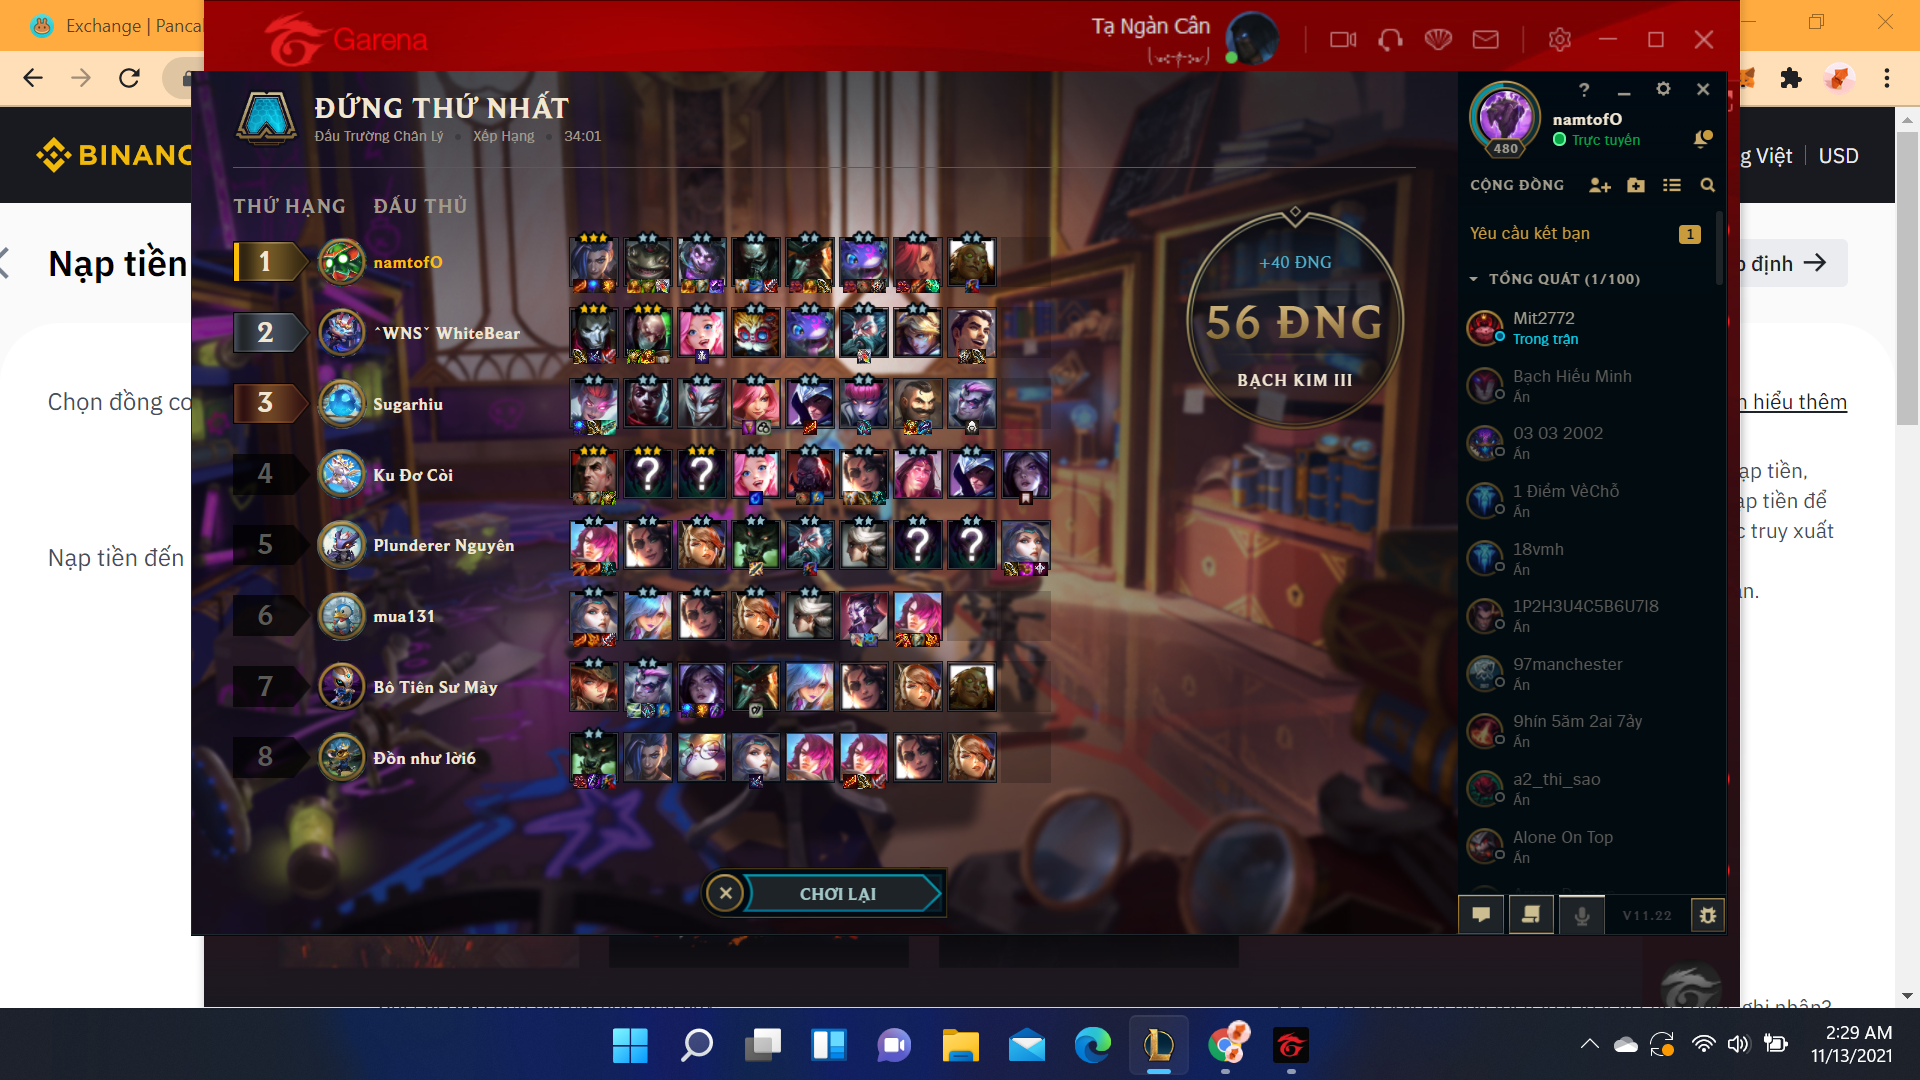 Exchange | Panca
Garena
Tạ Ngàn Cân
BINANC
g Việt
USD
Nạp tiền
p định
Chọn đồng co
n hiểu thêm
ạp tiền,
ạp tiền để
c truy xuất
Nạp tiền đến
an.
ĐỨNG THỨ NHẤT
Đấu Trường Chân Lý • Xếp Hạng • 34:01
THỨ HẠNG ĐẤU THỦ
1 namtofO
2 ˆWNSˇ WhiteBear
3 Sugarhiu
4 Ku Đơ Còi
5 Plunderer Nguyên
6 mua131
7 Bô Tiên Sư Mày
8 Đồn như lời6
+40 ĐNG
56 ĐNG
BẠCH KIM III
CHƠI LẠI
?
480
namtofO
Trực tuyến
CỘNG ĐỒNG
Yêu cầu kết bạn
1
TỔNG QUÁT (1/100)
Mit2772
Trong trận
Bạch Hiếu Minh
Ẩn
03 03 2002
Ẩn
1 Điểm VềChỗ
Ẩn
18vmh
Ẩn
1P2H3U4C5B6U7I8
Ẩn
97manchester
Ẩn
9hín 5ăm 2ai 7ảy
Ẩn
a2_thi_sao
Ẩn
Alone On Top
Ẩn
V11.22
2:29 AM
11/13/2021